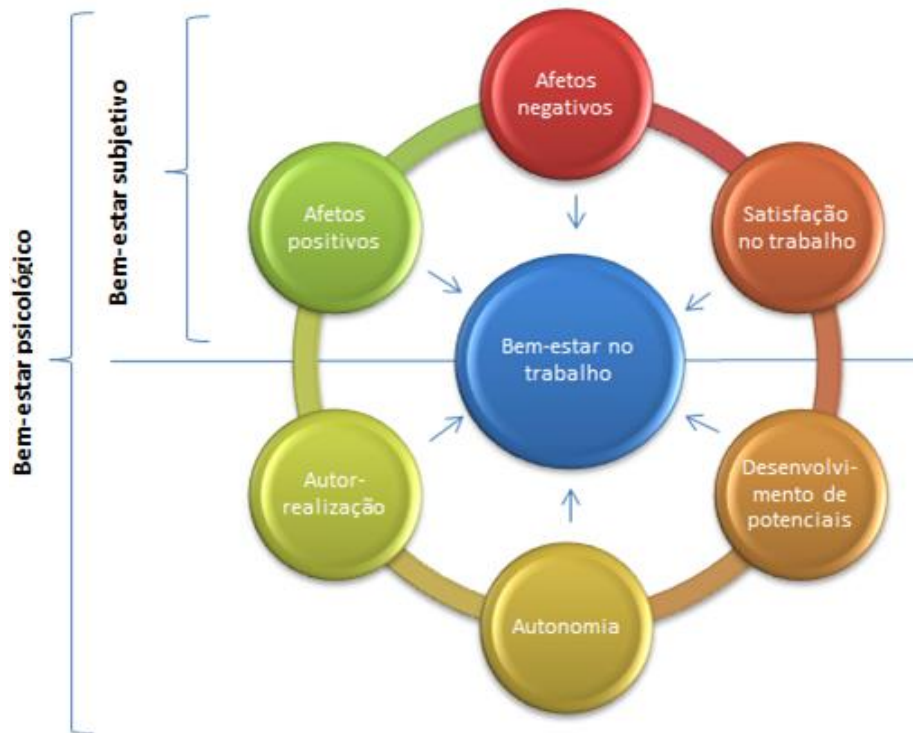 Bem-estar psicológico
Bem-estar subjetivo
Afetos
negativos
Afetos
positivos
Satisfação
no trabalho
Bem-estar no
trabalho
Autor-
realização
Desenvolvi-
mento de
potenciais
Autonomia